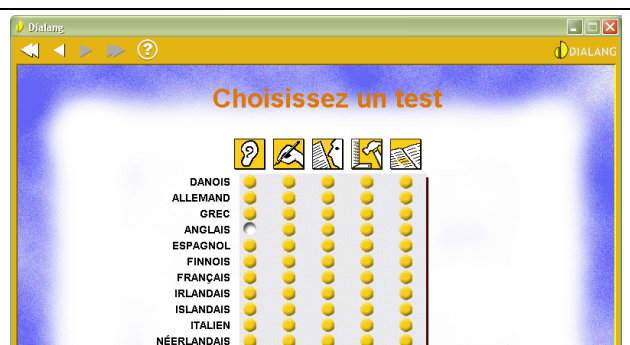 Dialang
DIALANG
Choisissez un test
DANOIS
ALLEMAND
GREC
ANGLAIS
ESPAGNOL
FINNOIS
FRANÇAIS
IRLANDAIS
ISLANDAIS
ITALIEN
NÉERLANDAIS